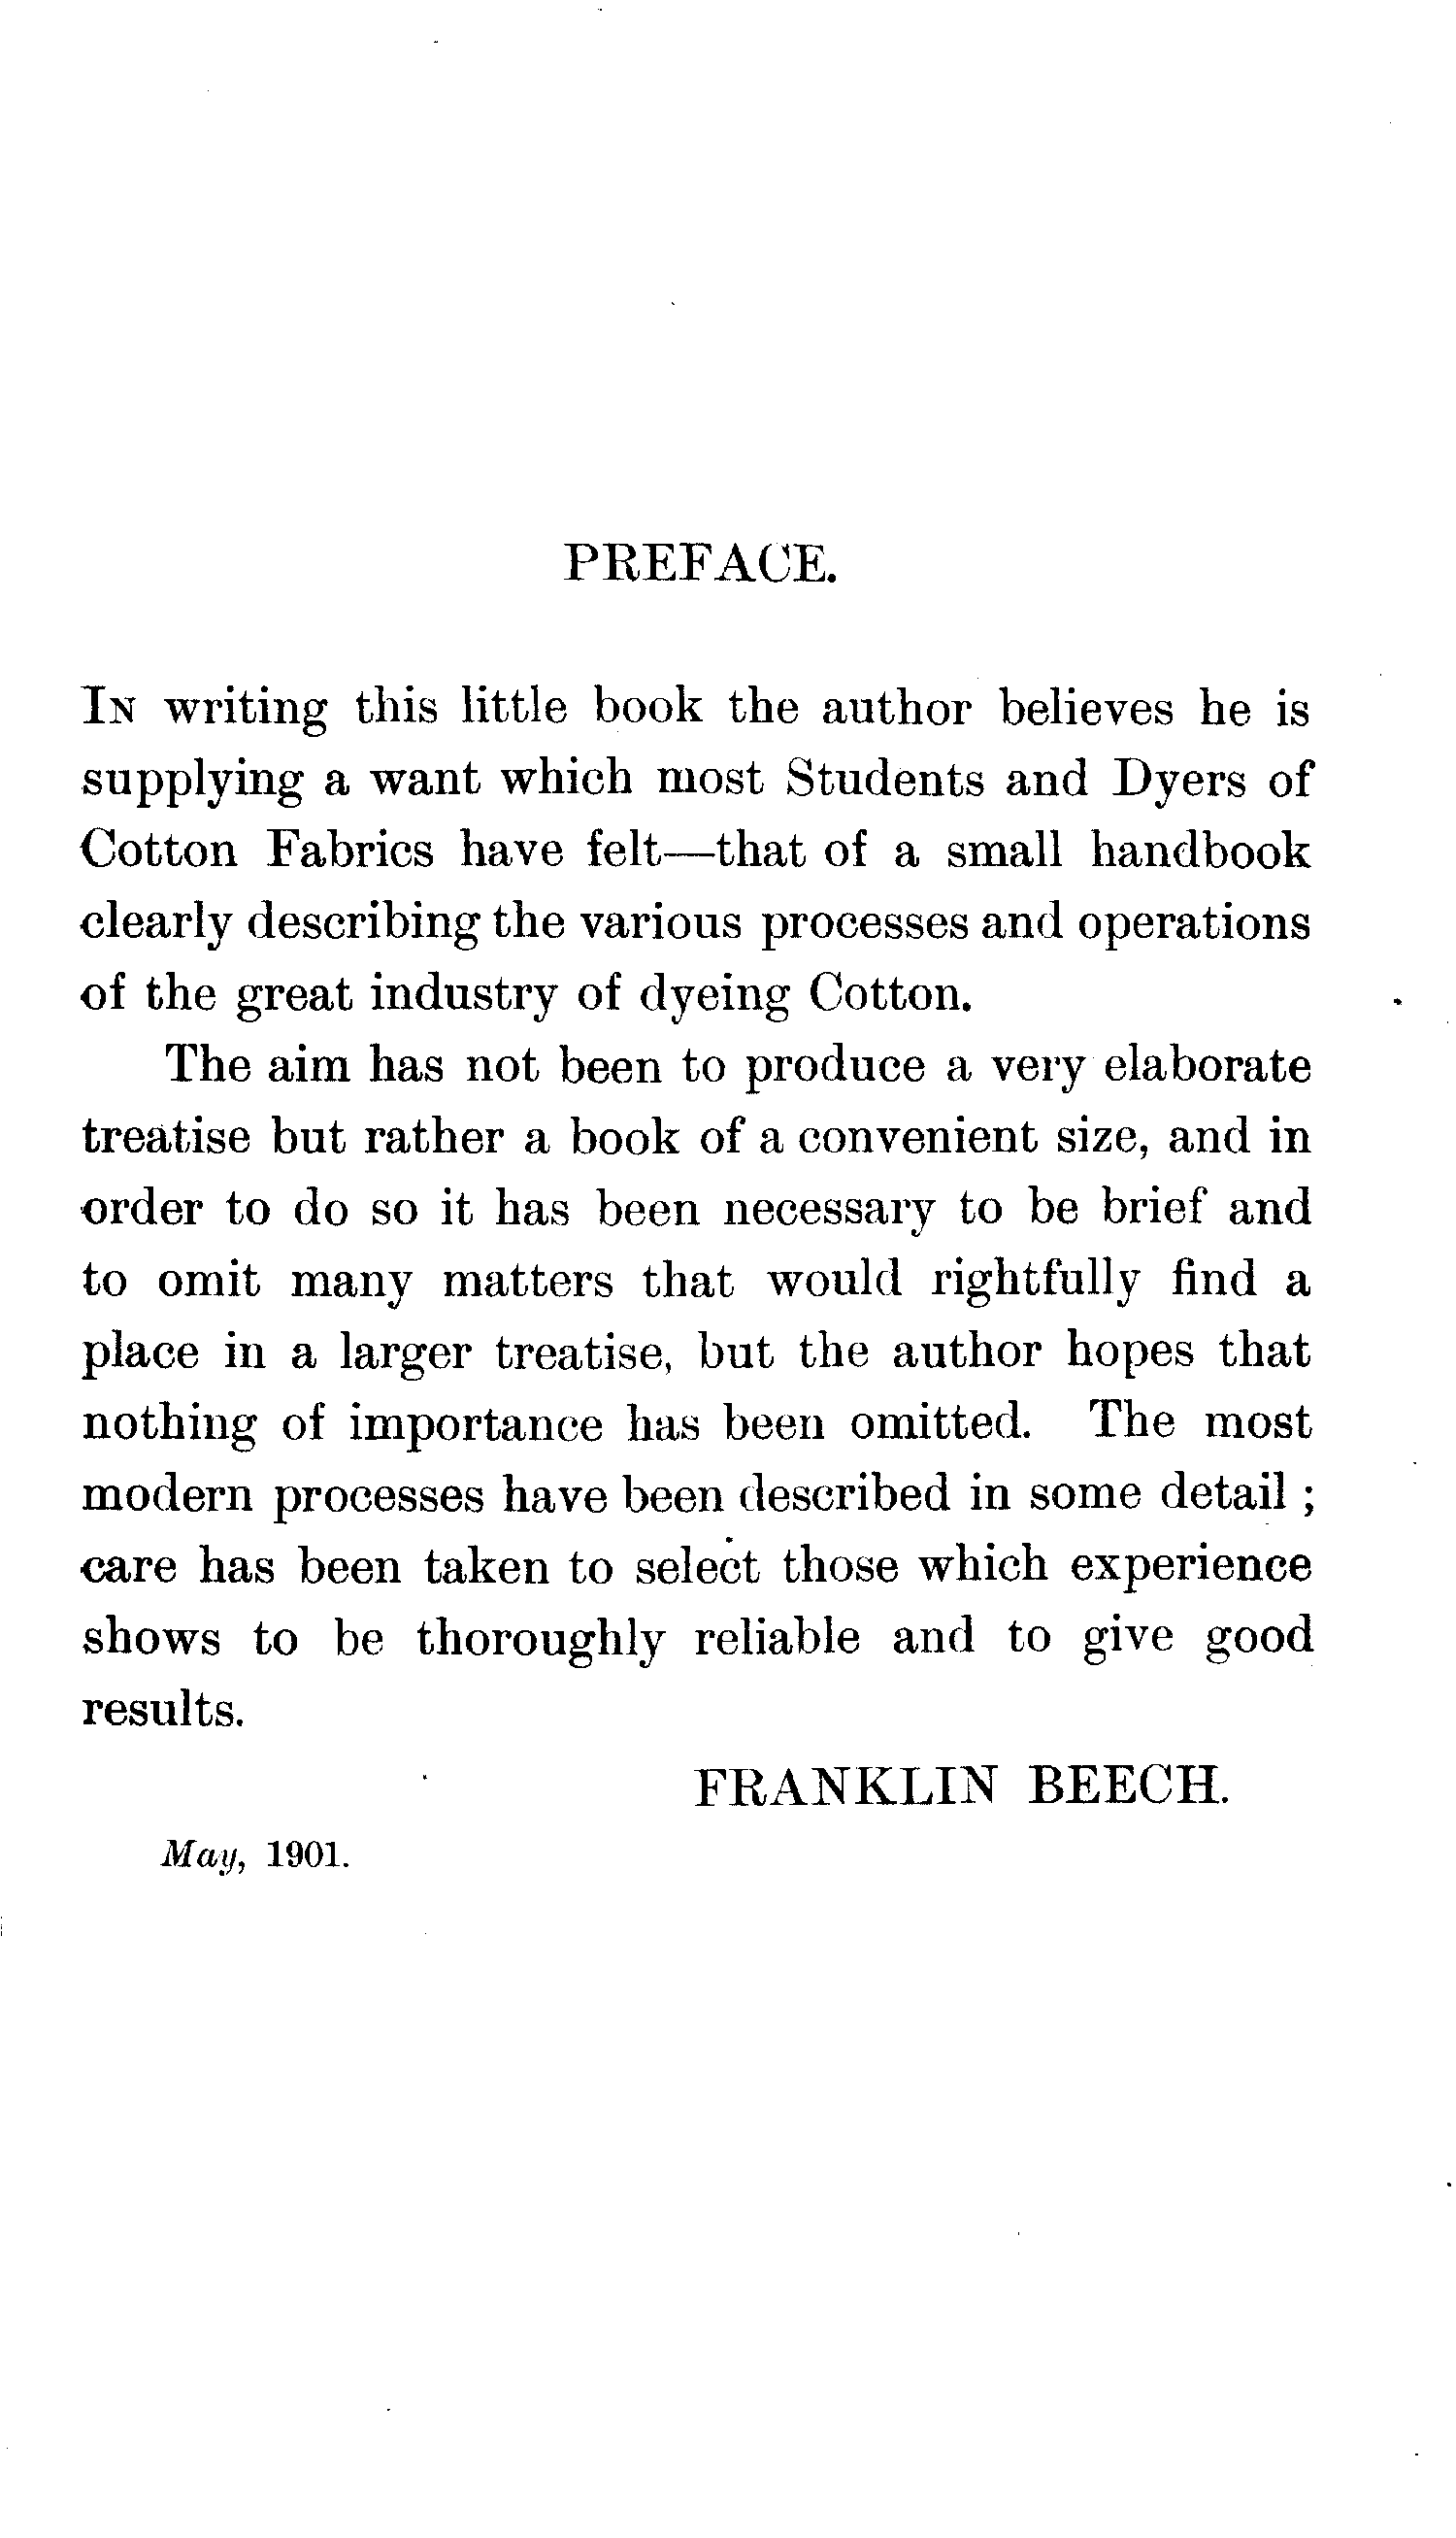 PREFACE.
In writing this little book the author believes he is
supplying a want which most Students and Dyers of
Cotton Fabrics have felt—that of a small handbook
clearly describing the various processes and operations
of the great industry of dyeing Cotton.
The aim has not been to produce a very elaborate
treatise but rather a book of a convenient size, and in
order to do so it has been necessary to be brief and
to omit many matters that would rightfully find a
place in a larger treatise, but the author hopes that
nothing of importance has been omitted. The most
modern processes have been described in some detail ;
care has been taken to select those which experience
shows to be thoroughly reliable and to give good
results.
FRANKLIN BEECH.
May, 1901.